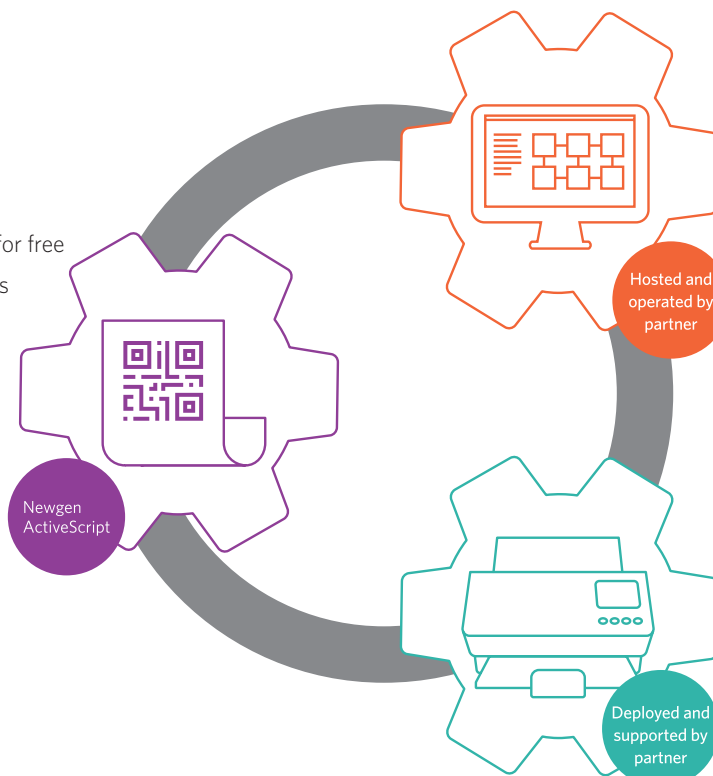 for free
s
Hosted and
operated by
partner
Newgen
ActiveScript
Deployed and
supported by
partner